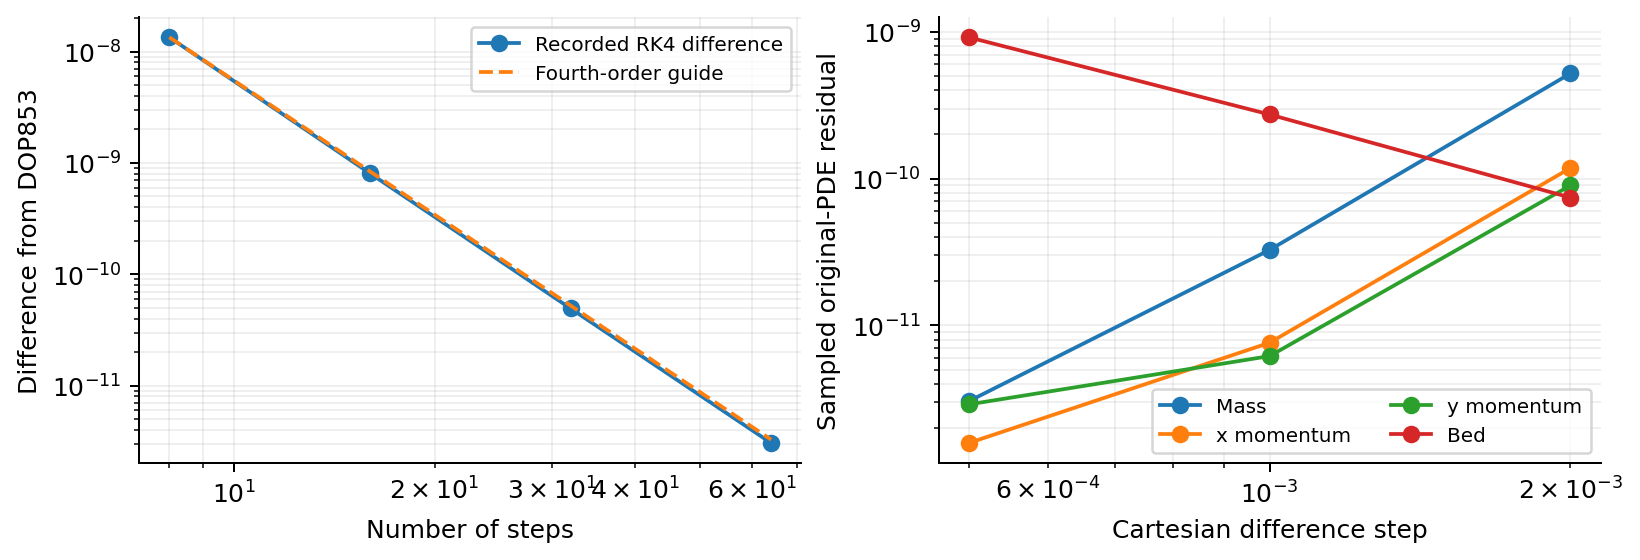 Difference from DOP853
10⁻⁸
10⁻⁹
10⁻¹⁰
10⁻¹¹
Recorded RK4 difference
Fourth-order guide
10¹
2 × 10¹
3 × 10¹
4 × 10¹
6 × 10¹
Number of steps
Sampled original-PDE residual
10⁻⁹
10⁻¹⁰
10⁻¹¹
Mass
x momentum
y momentum
Bed
6 × 10⁻⁴
10⁻³
2 × 10⁻³
Cartesian difference step